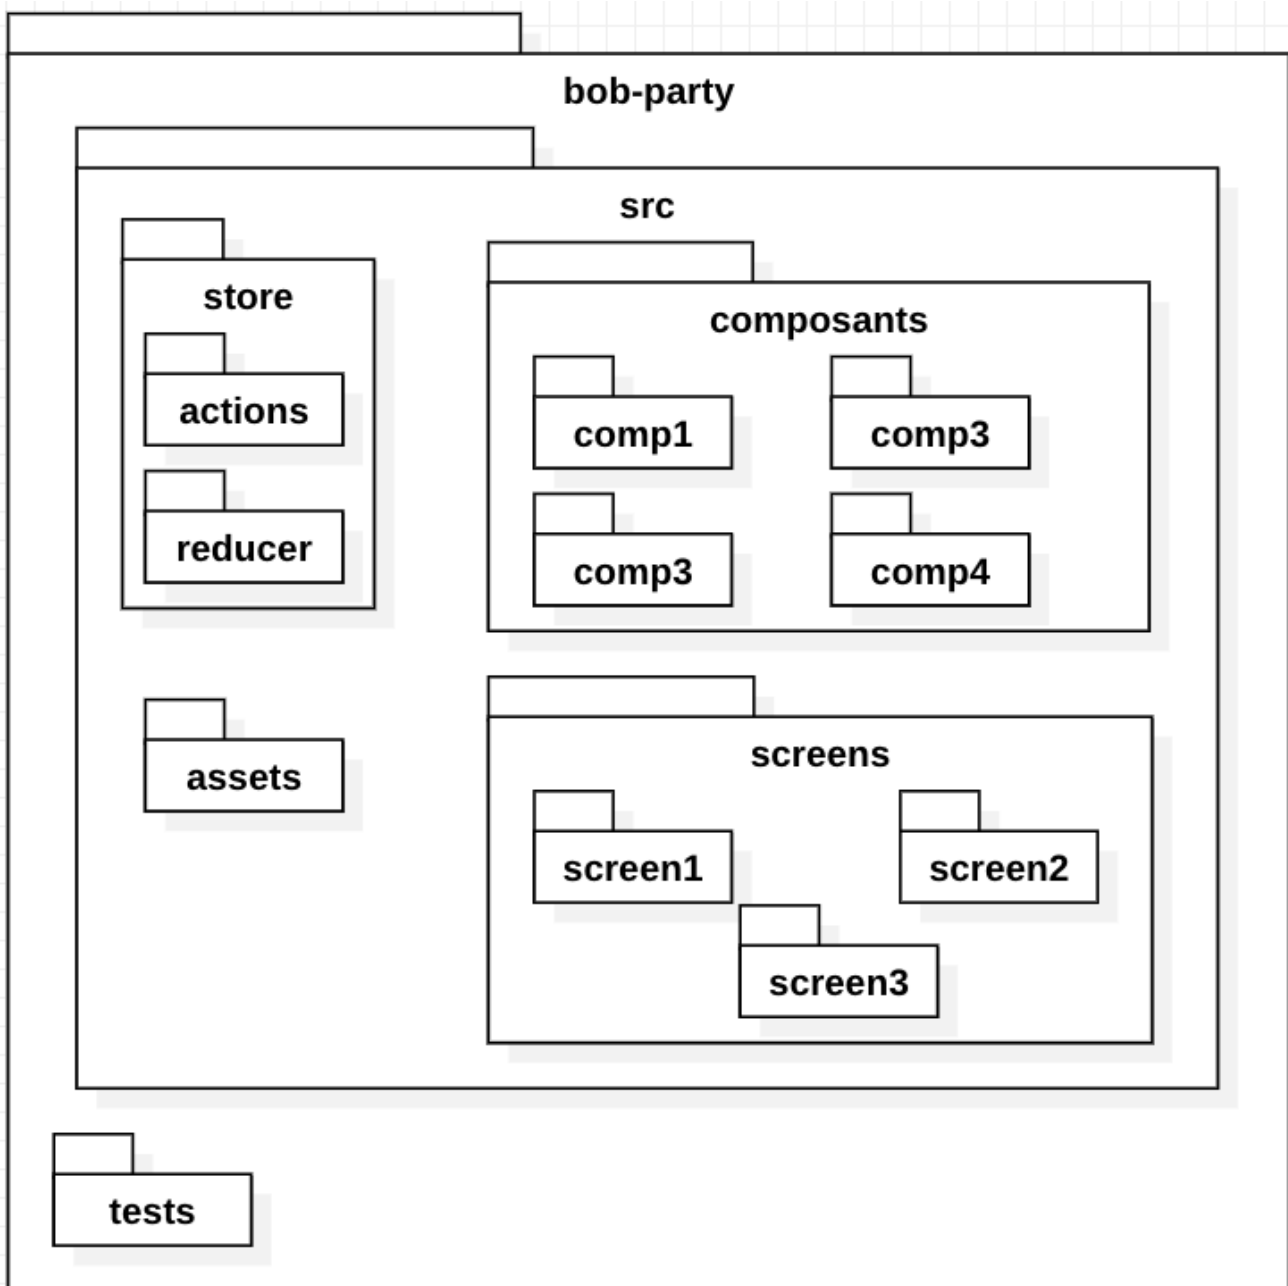 bob-party
src
store
actions
reducer
assets
composants
comp1
comp3
comp3
comp4
screens
screen1
screen2
screen3
tests